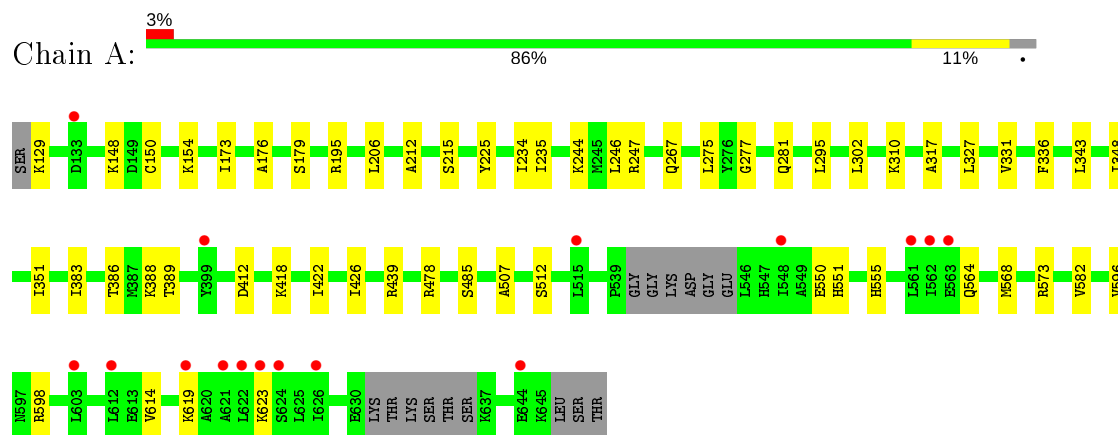 3%
Chain A:
86% 11% .
SER K129 D133 K148 D149 C150 K154 I173 A176 S179 R195 L206 A212 S215 Y225 I234 I235 K244 M245 L246 R247 Q267 L275 Y276 G277 Q281 L295 L302 K310 A317 L327 V331 F336 L343
I351 I383 T386 M387 K388 T389 Y399 D412 K418 I422 I426 R439 R478 S485 A507 S512 L515 P539 GLY GLY LYS ASP GLY GLU L546 H547 I548 A549 E550 H551 H555 L561 I562 E563 Q564 M568 R573 V582
N597 R598 L603 L612 E613 V614 K619 A620 A621 L622 K623 S624 L625 I626 E630 LYS THR LYS SER THR SER K637 E644 K645 LEU SER THR